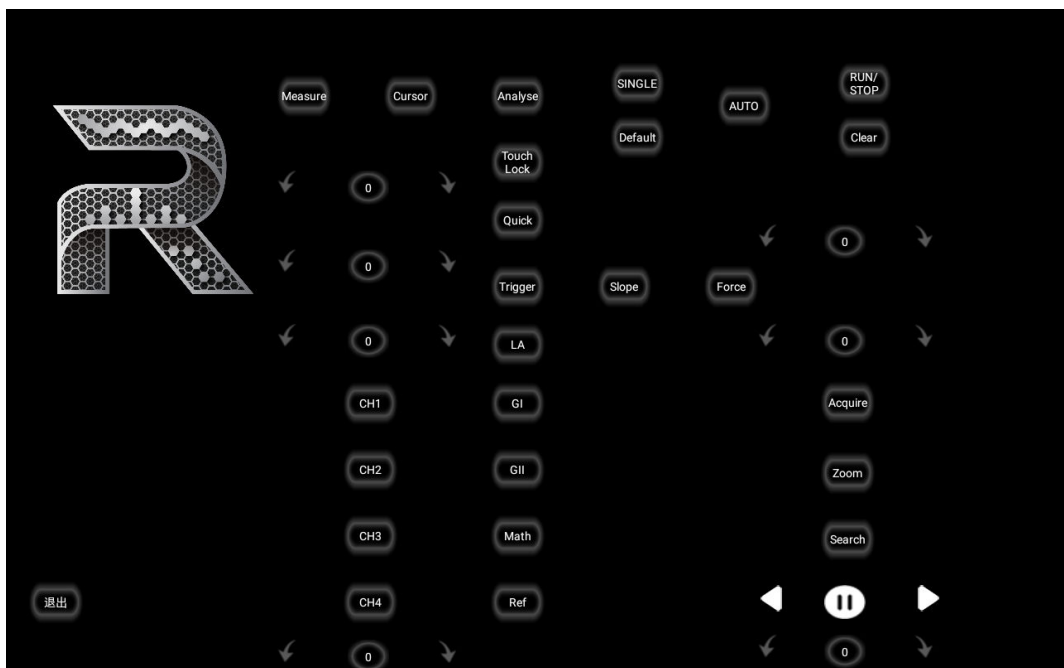 Measure
Cursor
Analyse
SINGLE
AUTO
RUN/
STOP
Default
Clear
Touch
Lock
0
Quick
0
0
Trigger
Slope
Force
0
LA
0
CH1
GI
Acquire
CH2
GII
Zoom
CH3
Math
Search
退出
CH4
Ref
0
0